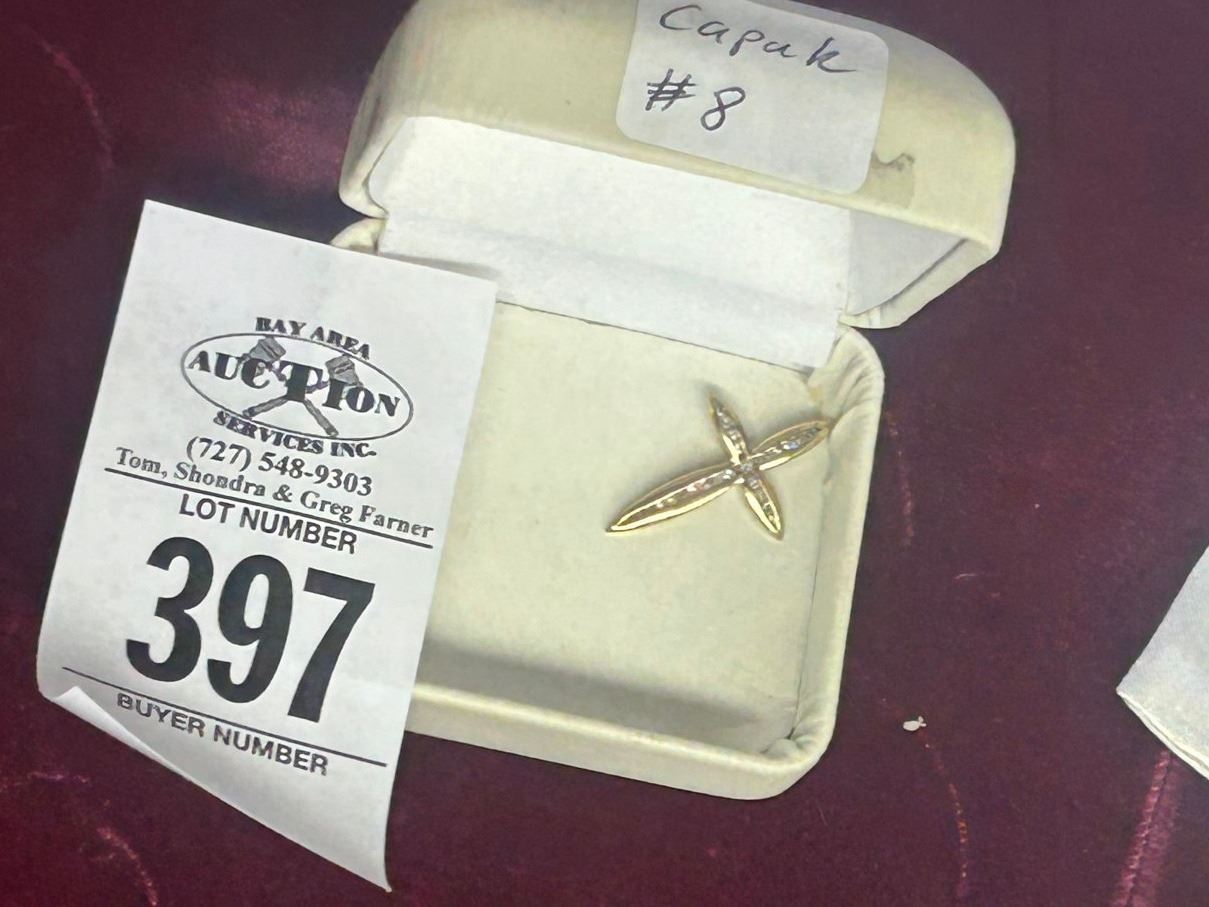 Capak
#8
BAY AREA
AUCTION
SERVICES INC.
(727) 548-9303
Tom, Shondra & Greg Farner
LOT NUMBER
397
BUYER NUMBER